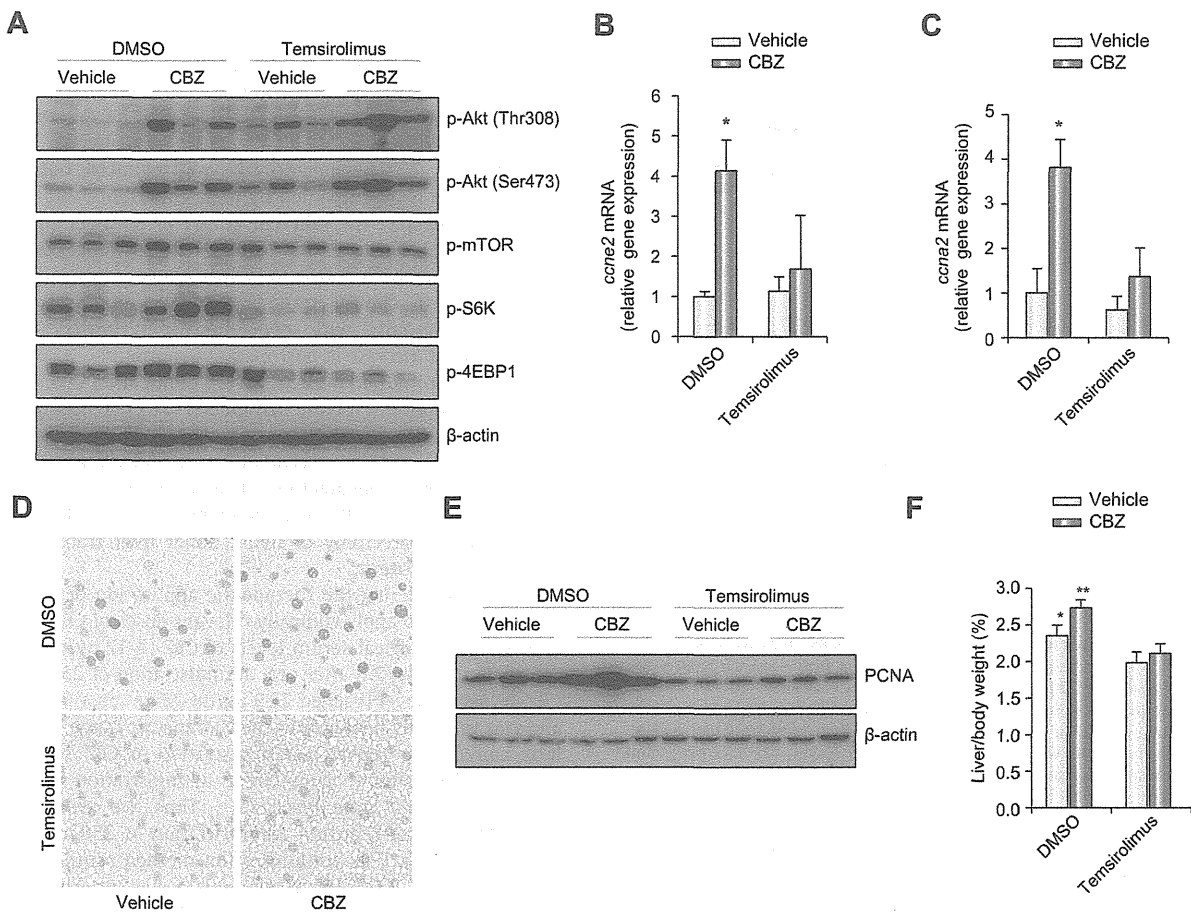 A
DMSO Temsirolimus
Vehicle CBZ Vehicle CBZ
p-Akt (Thr308)
p-Akt (Ser473)
p-mTOR
p-S6K
p-4EBP1
β-actin
B
Vehicle
CBZ
ccne2 mRNA
(relative gene expression)
6
5
4
3
2
1
0
*
DMSO
Temsirolimus
C
Vehicle
CBZ
ccna2 mRNA
(relative gene expression)
5
4
3
2
1
0
*
DMSO
Temsirolimus
D
DMSO
Temsirolimus
Vehicle CBZ
E
DMSO Temsirolimus
Vehicle CBZ Vehicle CBZ
PCNA
β-actin
F
Vehicle
CBZ
Liver/body weight (%)
3.0
2.5
2.0
1.5
1.0
0.5
0.0
* **
DMSO
Temsirolimus